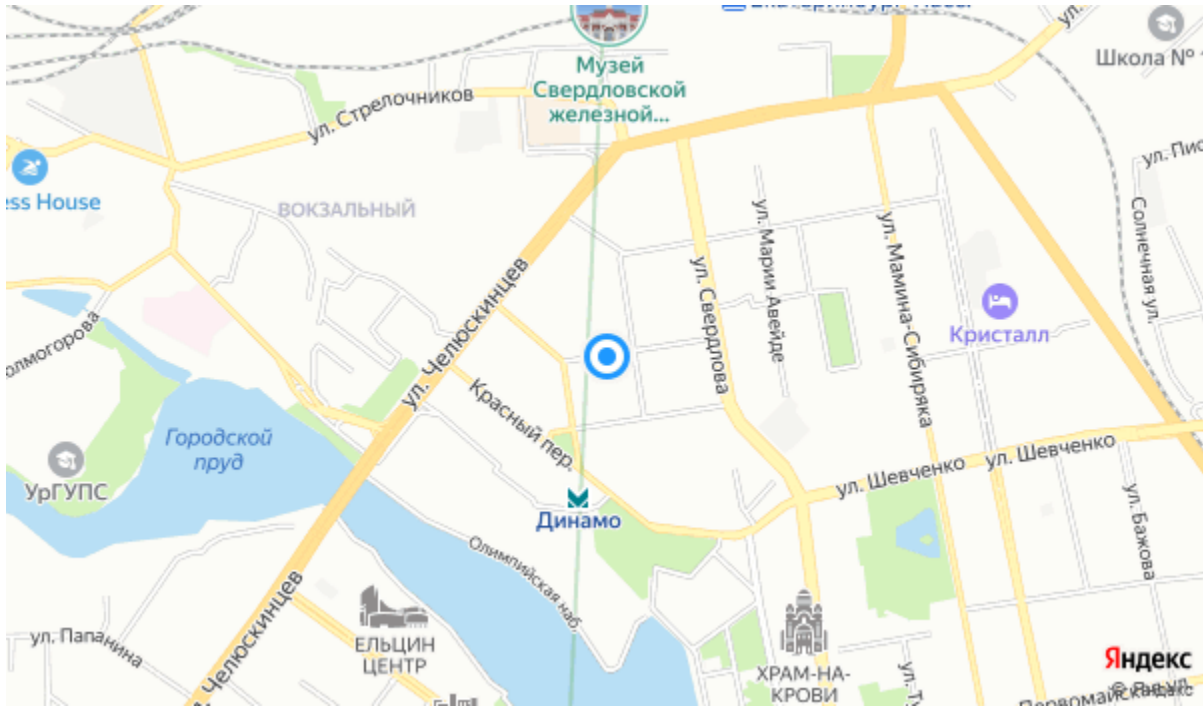 Музей
Свердловской
железной...
ул.
Школа №
ул. Стрелочников
ess House
ВОКЗАЛЬНЫЙ
ул. Марии Авейде
ул. Мамина-Сибиряка
Солнечная ул.
ул. Свердлова
ул. Челюскинцев
Кристалл
олмогорова
Красный пер.
Городской
пруд
УрГУПС
ул. Шевченко
ул. Шевченко
ул. Бажова
Динамо
Олимпийская наб.
ул. Папанина
Челюскинцев
ЕЛЬЦИН
ЦЕНТР
ХРАМ-НА-
КРОВИ
Яндекс